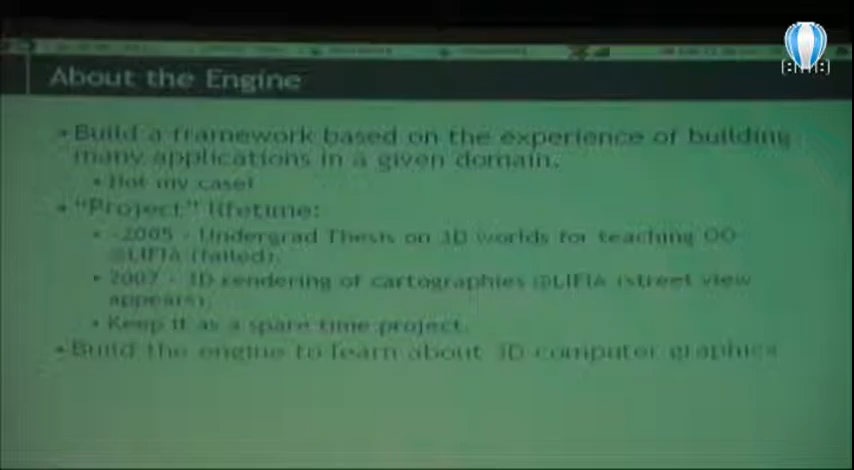 About the Engine
Build a framework based on the experience of building
many applications in a given domain.
Not my case!
"Project" lifetime:
-2005 - Undergrad Thesis on 3D worlds for teaching OO
@LIFIA (failed).
2007 - 3D rendering of cartographies @LIFIA (street view
appears).
Keep it as a spare time project.
Build the engine to learn about 3D computer graphics